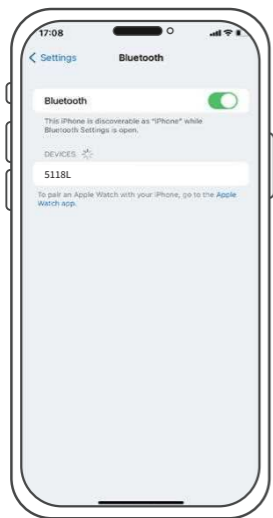 17:08
Settings
Bluetooth
Bluetooth
This iPhone is discoverable as "iPhone" while
Bluetooth Settings is open.
DEVICES
5118L
To pair an Apple Watch with your iPhone, go to the Apple
Watch app.